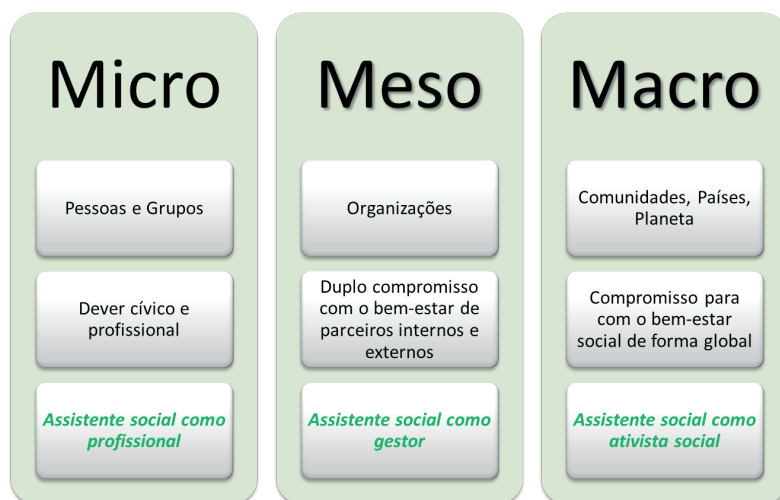 Micro
Pessoas e Grupos
Dever cívico e
profissional
Assistente social como
profissional
Meso
Organizações
Duplo compromisso
com o bem-estar de
parceiros internos e
externos
Assistente social como
gestor
Macro
Comunidades, Países,
Planeta
Compromisso para
com o bem-estar
social de forma global
Assistente social como
ativista social